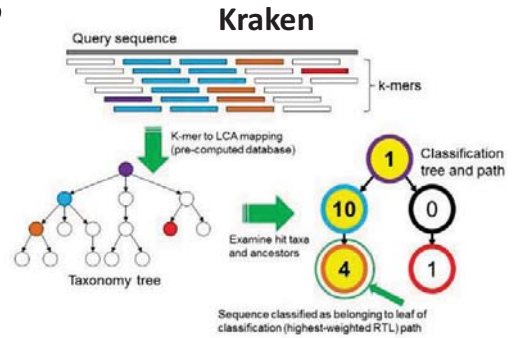 Kraken
Query sequence
k-mers
K-mer to LCA mapping
(pre-computed database)
Classification
tree and path
1
10
0
4
1
Examine hit taxa
and ancestors
Taxonomy tree
Sequence classified as belonging to leaf of
classification (highest-weighted RTL) path